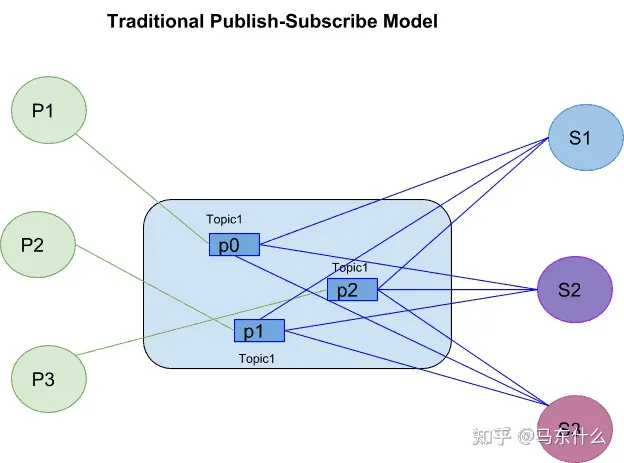 Traditional Publish-Subscribe Model
P1
S1
Topic1
P2
p0
Topic1
p2
S2
p1
Topic1
P3
S3
知乎 @马东什么